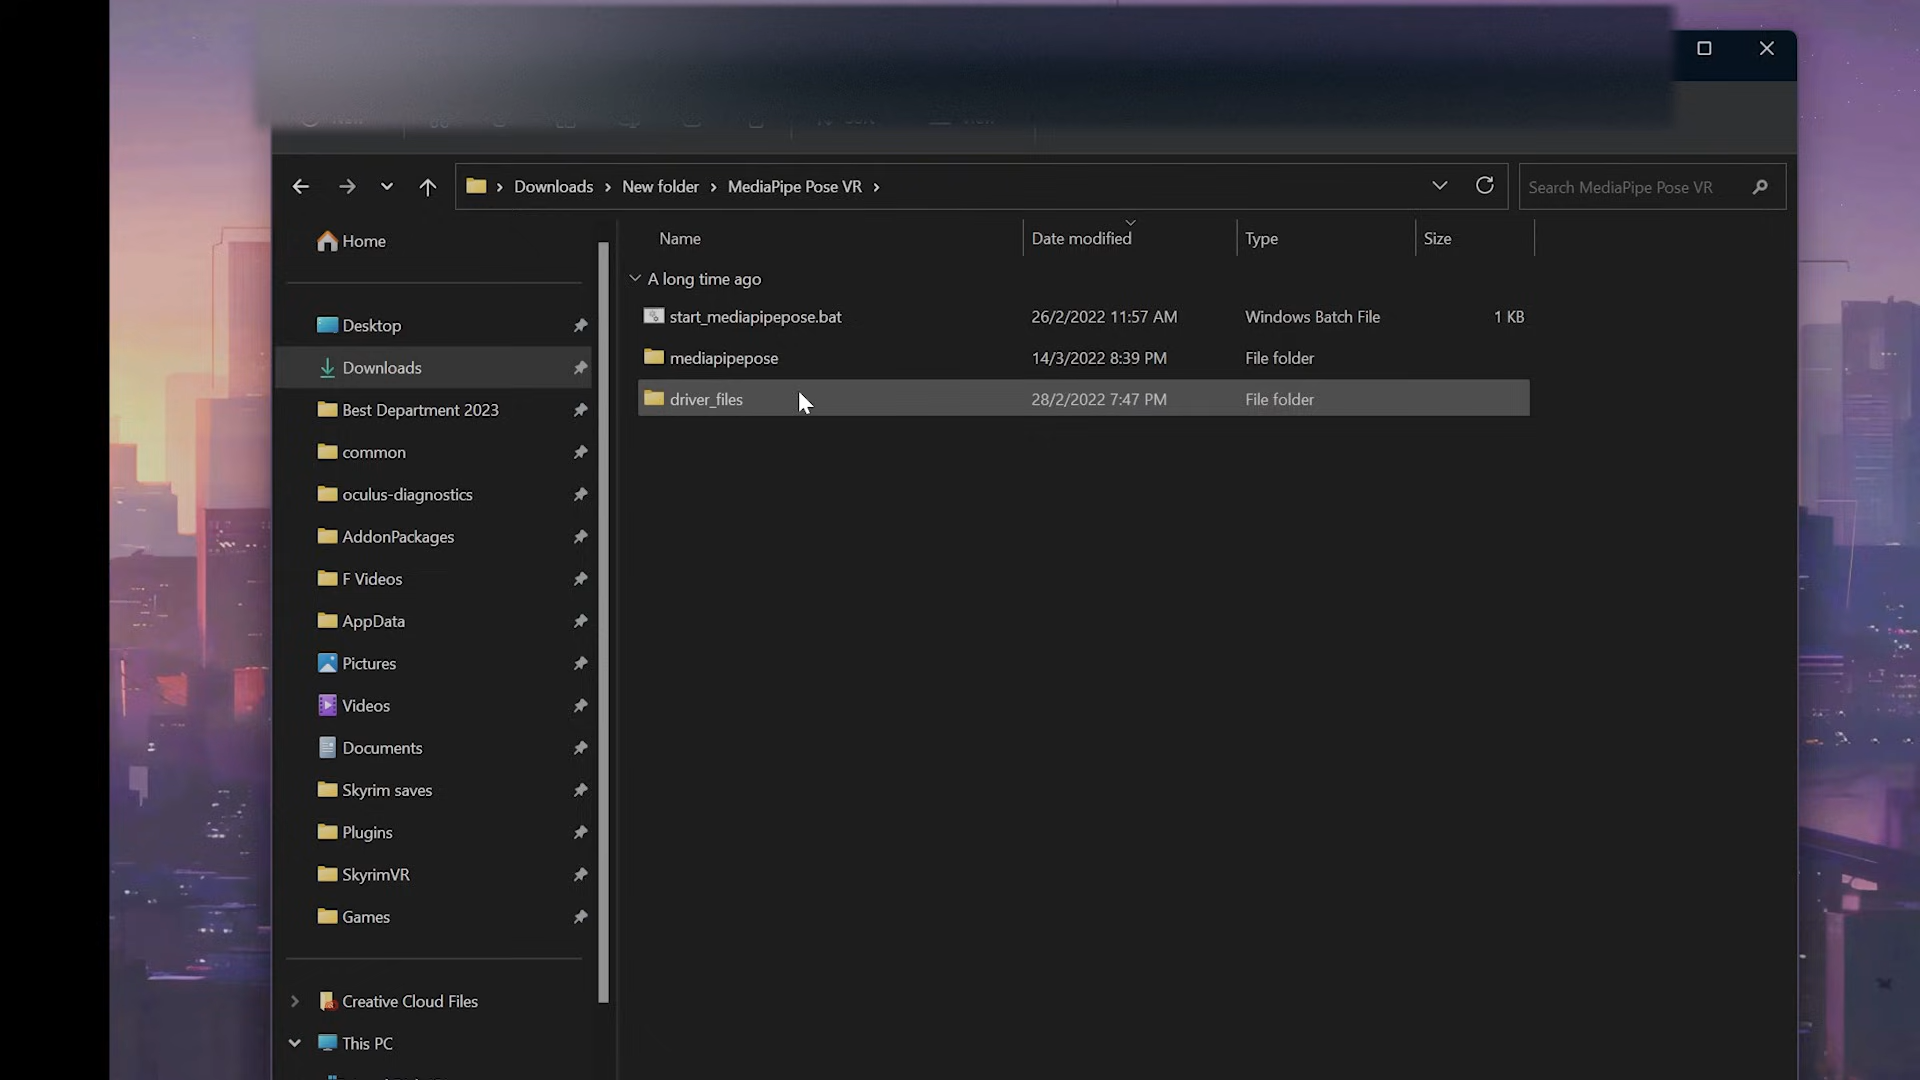 Downloads > New folder > MediaPipe Pose VR >
Search MediaPipe Pose VR
Home
Desktop
Downloads
Best Department 2023
common
oculus-diagnostics
AddonPackages
F Videos
AppData
Pictures
Videos
Documents
Skyrim saves
Plugins
SkyrimVR
Games
Creative Cloud Files
This PC
Name Date modified Type Size
A long time ago
start_mediapipepose.bat 26/2/2022 11:57 AM Windows Batch File 1 KB
mediapipepose 14/3/2022 8:39 PM File folder
driver_files 28/2/2022 7:47 PM File folder